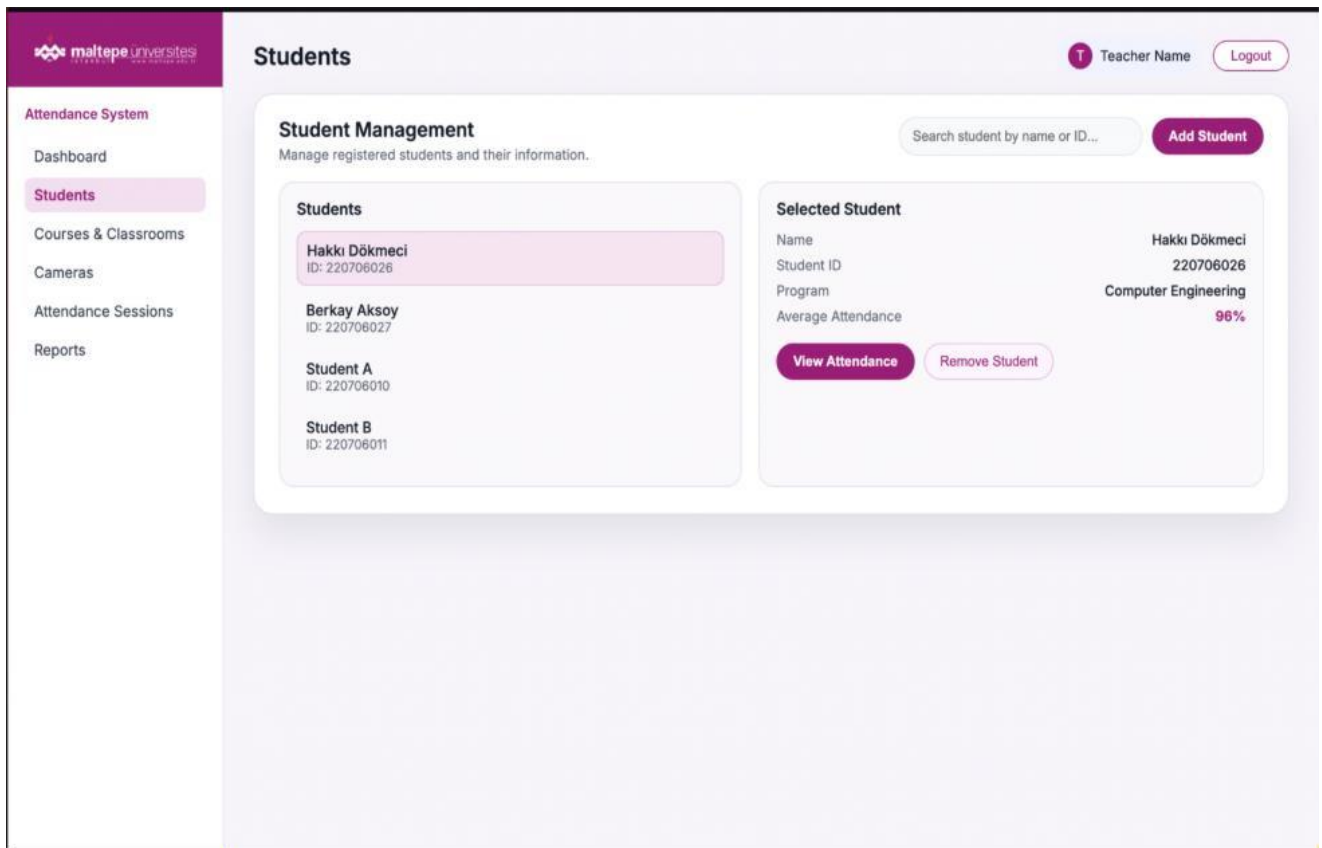 maltepe üniversitesi
Students
T Teacher Name
Logout
Attendance System
Dashboard
Students
Courses & Classrooms
Cameras
Attendance Sessions
Reports
Student Management
Manage registered students and their information.
Search student by name or ID...
Add Student
Students
Hakkı Dökmeci
ID: 220706026
Berkay Aksoy
ID: 220706027
Student A
ID: 220706010
Student B
ID: 220706011
Selected Student
Name Hakkı Dökmeci
Student ID 220706026
Program Computer Engineering
Average Attendance 96%
View Attendance Remove Student